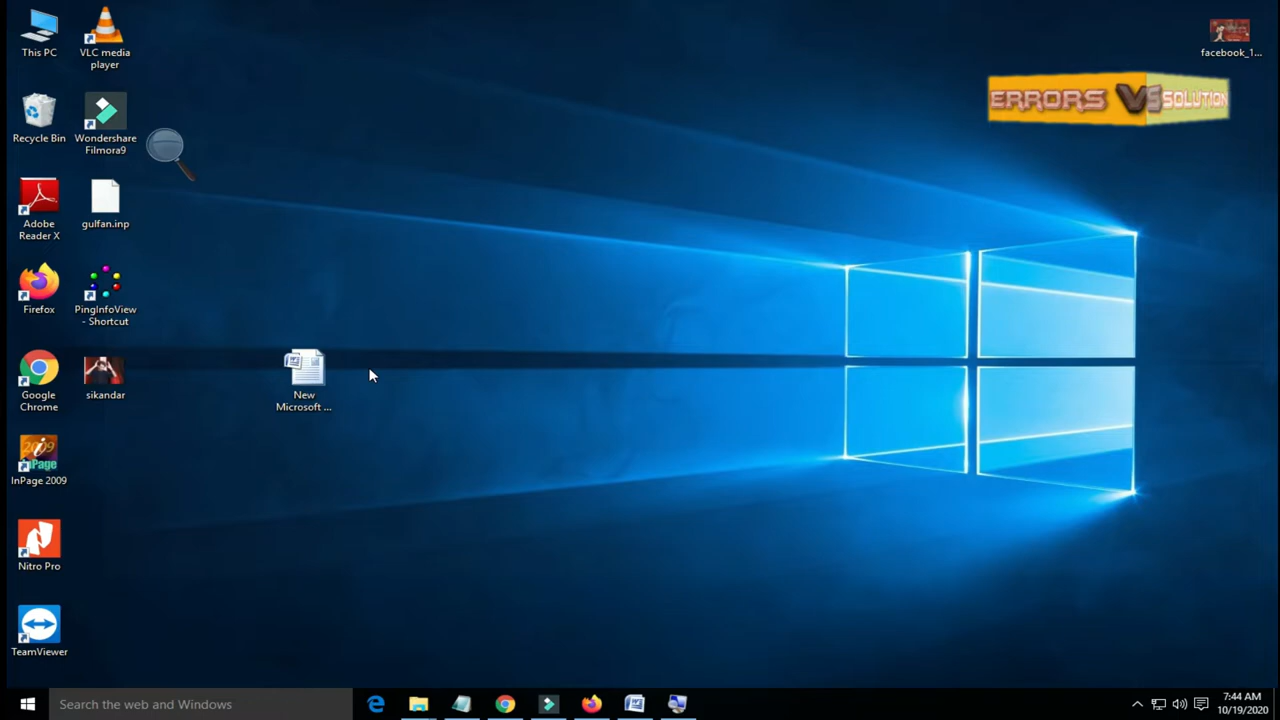 This PC
VLC media
player
facebook_1...
ERRORS VS SOLUTION
Recycle Bin
Wondershare
Filmora9
Adobe
Reader X
gulfan.inp
Firefox
PingInfoView
- Shortcut
Google
Chrome
sikandar
New
Microsoft ...
2009
InPage
InPage 2009
Nitro Pro
TeamViewer
Search the web and Windows
7:44 AM
10/19/2020